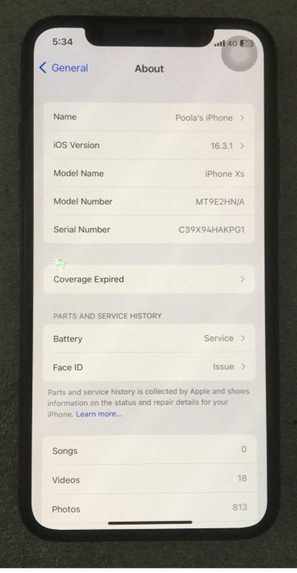 5:34 4G
General About
Name Poola's iPhone
iOS Version 16.3.1
Model Name iPhone Xs
Model Number MT9E2HN/A
Serial Number C39X94HAKPG1
Coverage Expired
PARTS AND SERVICE HISTORY
Battery Service
Face ID Issue
Parts and service history is collected by Apple and shows
information on the status and repair details for your
iPhone. Learn more...
Songs 0
Videos 18
Photos 813